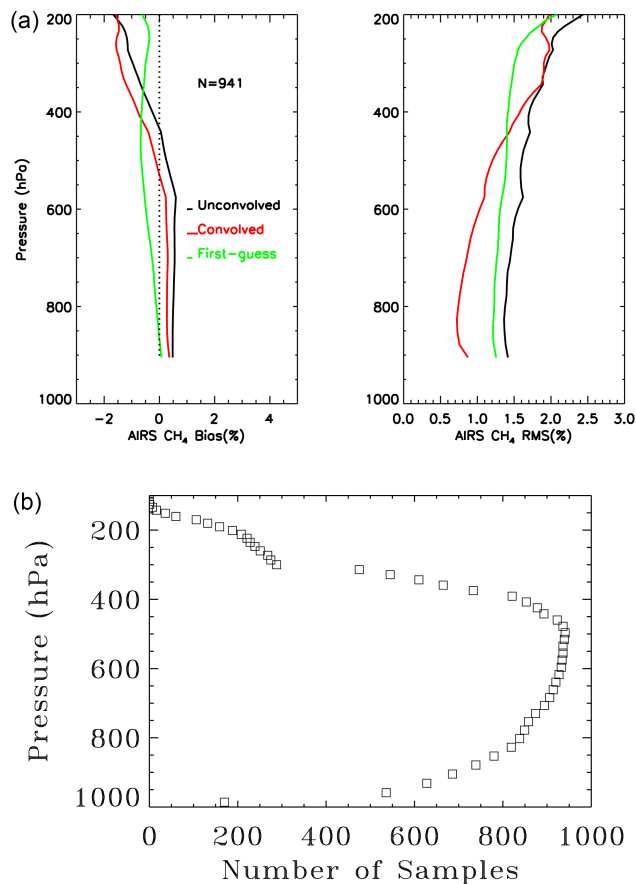 (a)
200
400
600
800
1000
Pressure (hPa)
N=941
Unconvolved
Convolved
First-guess
-2 0 2 4
AIRS CH₄ Bias(%)
200
400
600
800
1000
0.0 0.5 1.0 1.5 2.0 2.5 3.0
AIRS CH₄ RMS(%)
(b)
200
400
600
800
1000
Pressure (hPa)
0 200 400 600 800 1000
Number of Samples